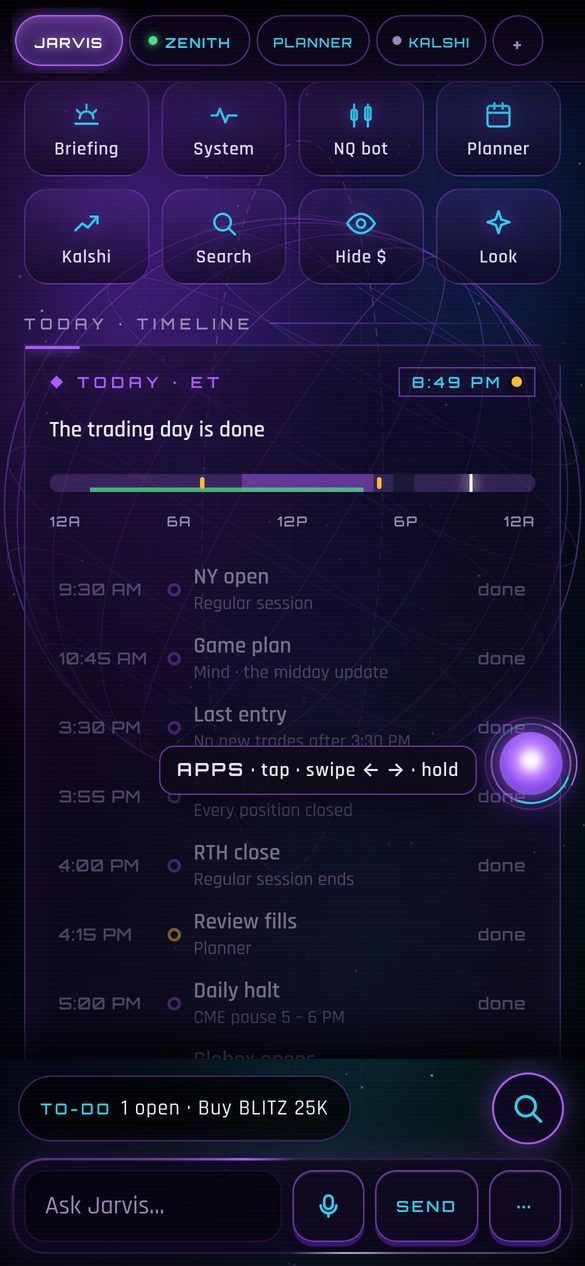 JARVIS
ZENITH
PLANNER
KALSHI
+
Briefing
System
NQ bot
Planner
Kalshi
Search
Hide $
Look
TODAY · TIMELINE
◆ TODAY · ET
8:49 PM
The trading day is done
12A 6A 12P 6P 12A
9:30 AM NY open done
Regular session
10:45 AM Game plan done
Mind · the midday update
3:30 PM Last entry done
No new trades after 3:30 PM
APPS · tap · swipe ← → · hold
3:55 PM done
Every position closed
4:00 PM RTH close done
Regular session ends
4:15 PM Review fills done
Planner
5:00 PM Daily halt done
CME pause 5 – 6 PM
Globex opens
TO-DO 1 open · Buy BLITZ 25K
Ask Jarvis...
SEND
...